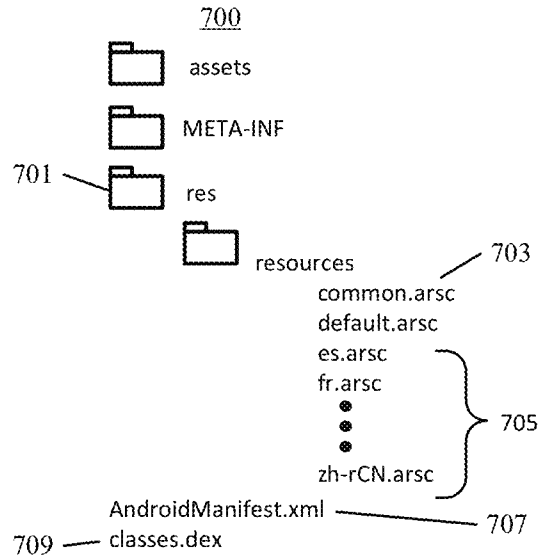 700
assets
META-INF
701
res
resources
703
common.arsc
default.arsc
es.arsc
fr.arsc
705
zh-rCN.arsc
AndroidManifest.xml
707
709
classes.dex